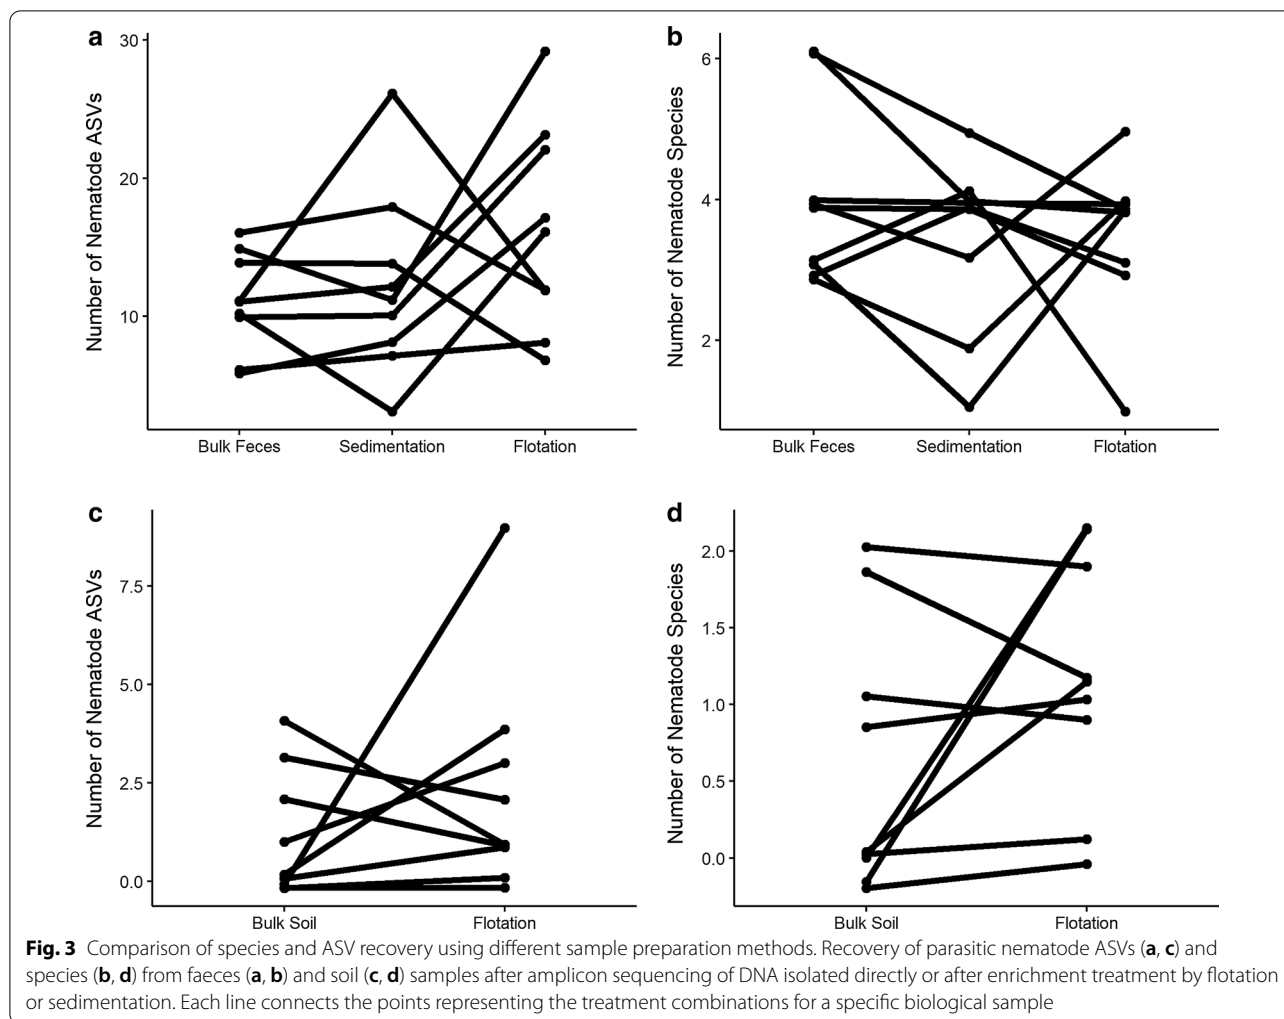 a
30
20
10
Number of Nematode ASVs
Bulk Feces Sedimentation Flotation
b
6
4
2
Number of Nematode Species
Bulk Feces Sedimentation Flotation
c
7.5
5.0
2.5
0.0
Number of Nematode ASVs
Bulk Soil Flotation
d
2.0
1.5
1.0
0.5
0.0
Number of Nematode Species
Bulk Soil Flotation
Fig. 3 Comparison of species and ASV recovery using different sample preparation methods. Recovery of parasitic nematode ASVs (a, c) and
species (b, d) from faeces (a, b) and soil (c, d) samples after amplicon sequencing of DNA isolated directly or after enrichment treatment by flotation
or sedimentation. Each line connects the points representing the treatment combinations for a specific biological sample